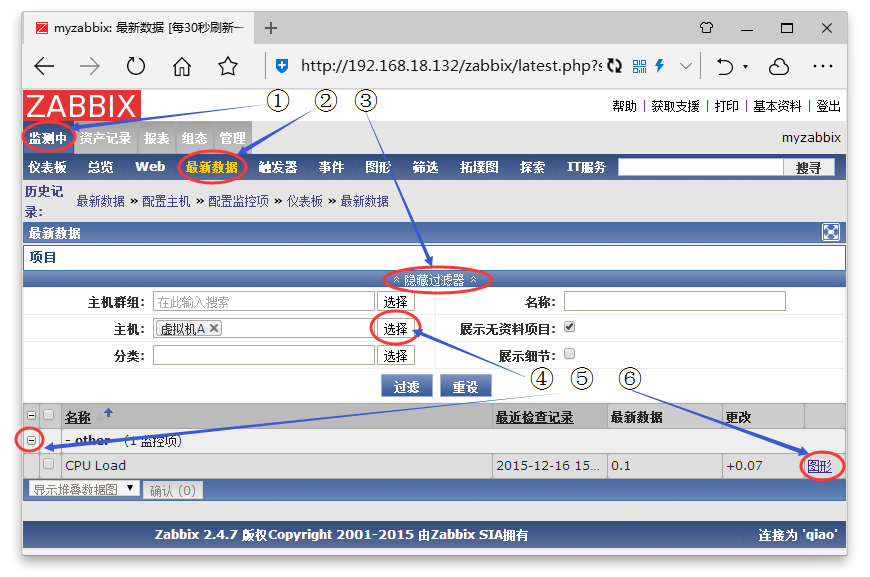 myzabbix: 最新数据 [每30秒刷新一
http://192.168.18.132/zabbix/latest.php?s
ZABBIX
① ② ③
帮助 | 获取支援 | 打印 | 基本资料 | 登出
监测中 资产记录 报表 组态 管理
myzabbix
仪表板 总览 Web 最新数据 触发器 事件 图形 筛选 拓墣图 探索 IT服务 搜寻
历史记录: 最新数据 » 配置主机 » 配置监控项 » 仪表板 » 最新数据
最新数据
项目
隐藏过滤器
主机群组: 在此输入搜索 选择 名称:
主机: 虚拟机A 选择 展示无资料项目:
分类: 选择 展示细节:
过滤 重设 ④ ⑤ ⑥
名称 最近检查记录 最新数据 更改
- other (1 监控项)
CPU Load 2015-12-16 15... 0.1 +0.07 图形
显示堆叠数据图 确认 (0)
Zabbix 2.4.7 版权Copyright 2001-2015 由Zabbix SIA拥有 连接为 'qiao'